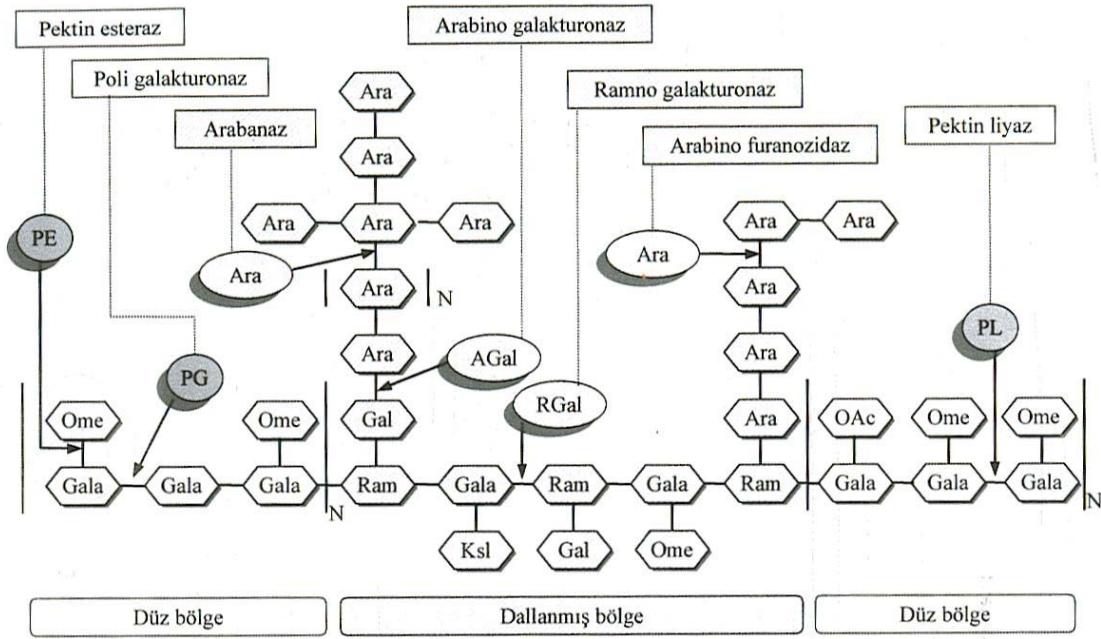 Pektin esteraz
Arabino galakturonaz
Poli galakturonaz
Ramno galakturonaz
Arabanaz
Pektin liyaz
Arabino furanozidaz
Ara
Ara
Ara Ara Ara
Ara Ara
PE
Ara
Ara
Ara N
Ara
PL
Ara
AGal
Ara
PG
RGal
Ome
Ome
Gal
Ara
OAc
Ome
Ome
Gala Gala Gala N Ram Gala Ram Gala Ram Gala Gala Gala N
Ksl Gal Ome
Düz bölge Dallanmış bölge Düz bölge